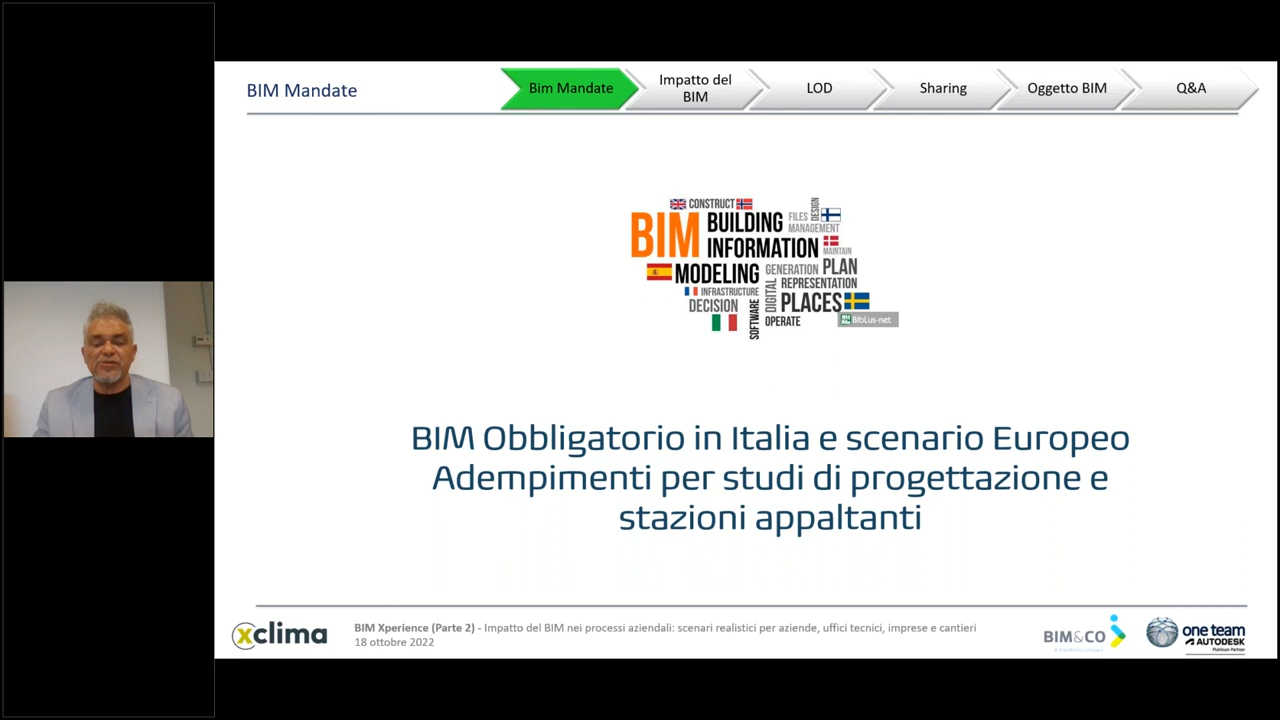 BIM Mandate
Bim Mandate
Impatto del
BIM
LOD
Sharing
Oggetto BIM
Q&A
CONSTRUCT
BIM
BUILDING
INFORMATION
MODELING
FILES
MANAGEMENT
DESIGN
MAINTAIN
GENERATION
PLAN
REPRESENTATION
INFRASTRUCTURE
DECISION
SOFTWARE
DIGITAL
PLACES
OPERATE
BibLus-net
BIM Obbligatorio in Italia e scenario Europeo
Adempimenti per studi di progettazione e
stazioni appaltanti
xclima
BIM Xperience (Parte 2) - Impatto del BIM nei processi aziendali: scenari realistici per aziende, uffici tecnici, imprese e cantieri
18 ottobre 2022
BIM&CO
one team
AUTODESK
Platinum Partner